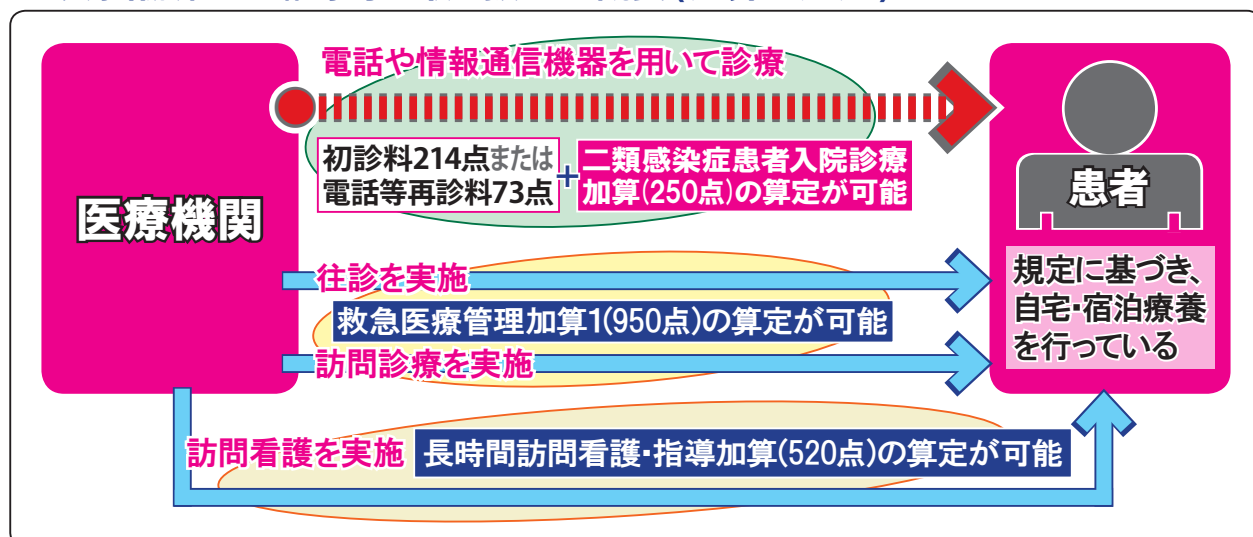 電話や情報通信機器を用いて診療
初診料214点または
電話等再診料73点
+
二類感染症患者入院診療
加算(250点)の算定が可能
医療機関
患者
往診を実施
救急医療管理加算1(950点)の算定が可能
訪問診療を実施
規定に基づき、
自宅・宿泊療養
を行っている
訪問看護を実施
長時間訪問看護・指導加算(520点)の算定が可能